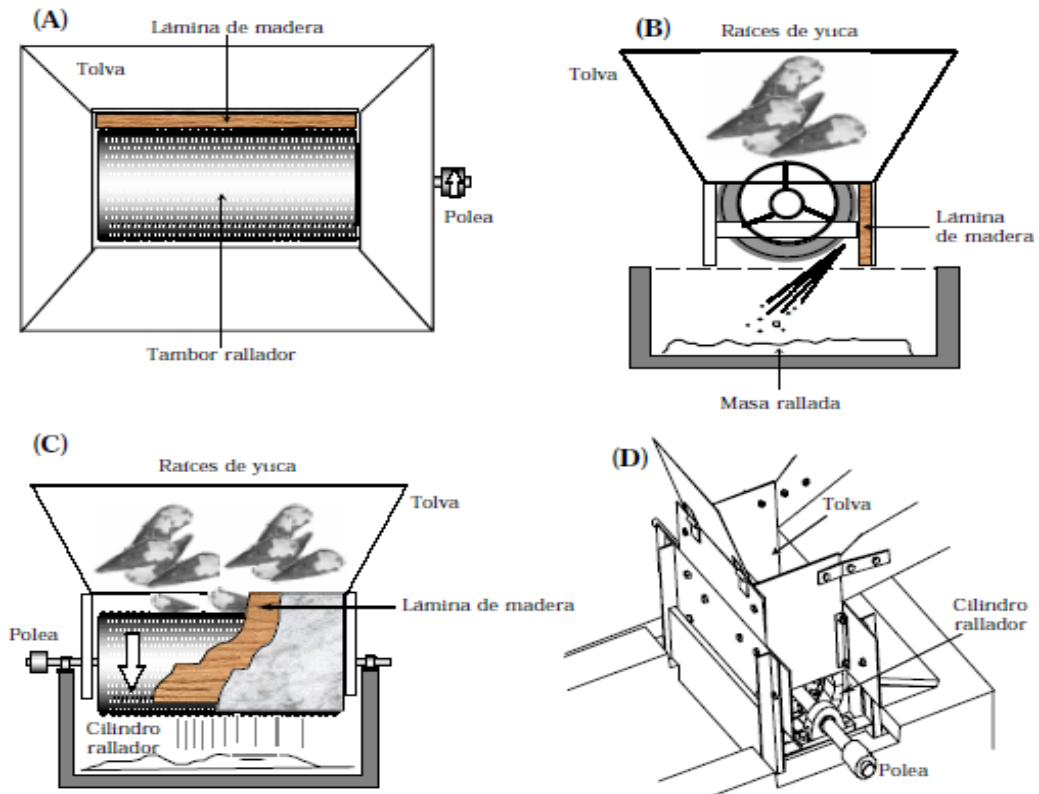 (A)
Lámina de madera
Tolva
Polea
Tambor rallador
(B)
Raíces de yuca
Tolva
Lámina
de madera
Masa rallada
(C)
Raíces de yuca
Tolva
Lámina de madera
Polea
Cilindro
rallador
(D)
Tolva
Cilindro
rallador
Polea